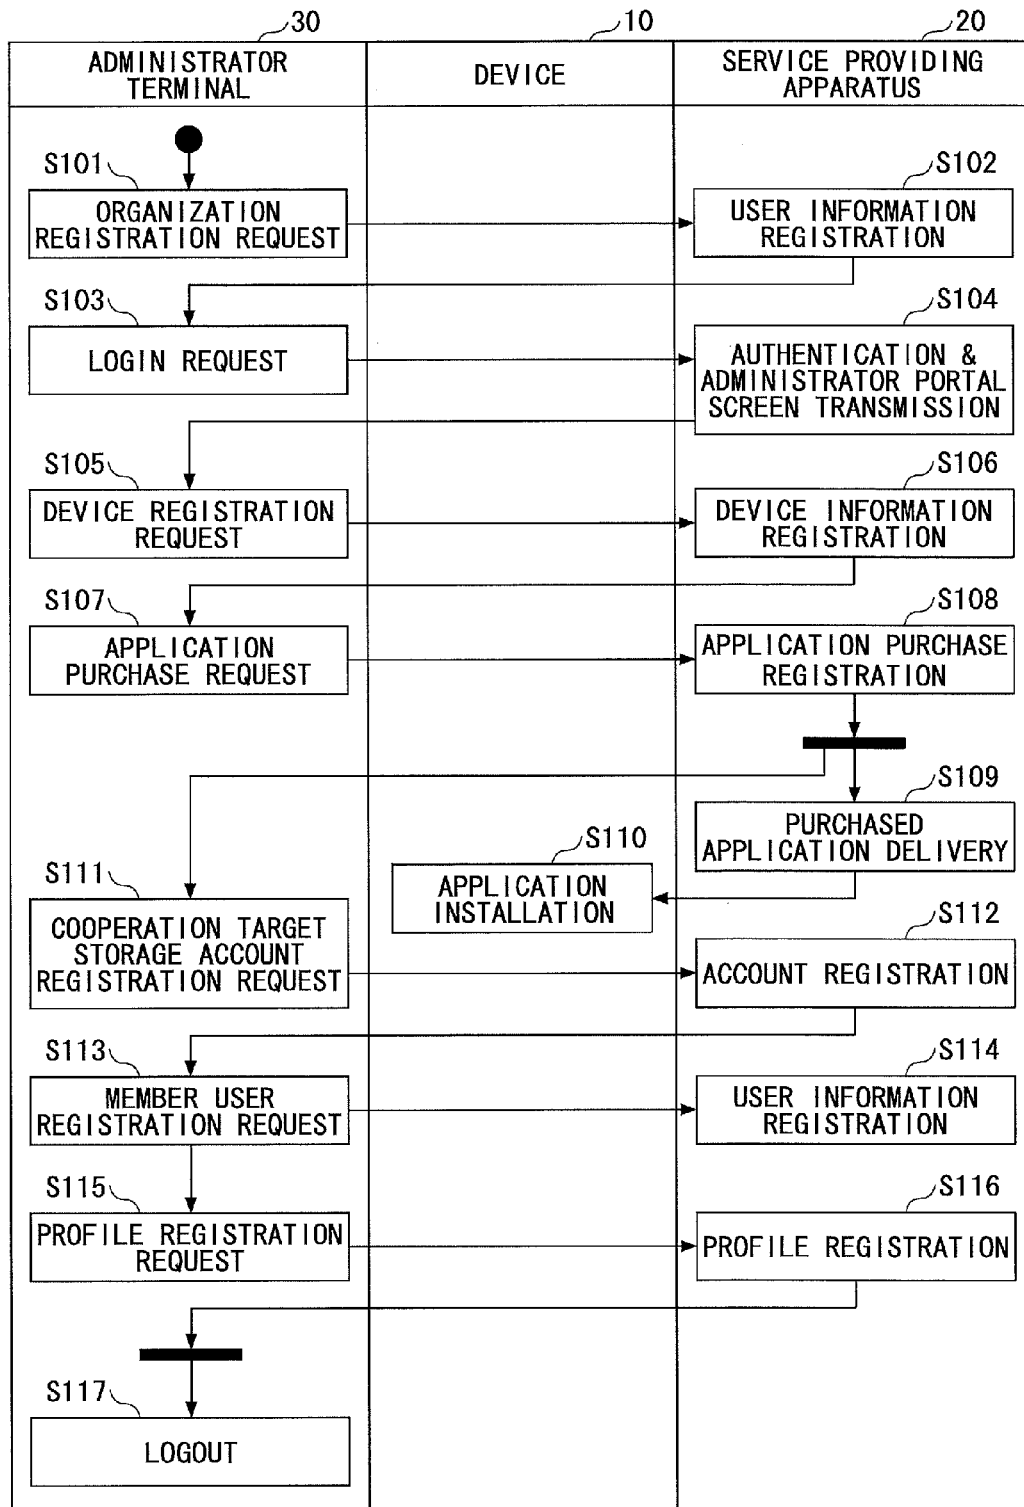 30
10
20
ADMINISTRATOR
TERMINAL
DEVICE
SERVICE PROVIDING
APPARATUS
S101
ORGANIZATION
REGISTRATION REQUEST
S102
USER INFORMATION
REGISTRATION
S103
LOGIN REQUEST
S104
AUTHENTICATION &
ADMINISTRATOR PORTAL
SCREEN TRANSMISSION
S105
DEVICE REGISTRATION
REQUEST
S106
DEVICE INFORMATION
REGISTRATION
S107
APPLICATION
PURCHASE REQUEST
S108
APPLICATION PURCHASE
REGISTRATION
S109
PURCHASED
APPLICATION DELIVERY
S110
APPLICATION
INSTALLATION
S111
COOPERATION TARGET
STORAGE ACCOUNT
REGISTRATION REQUEST
S112
ACCOUNT REGISTRATION
S113
MEMBER USER
REGISTRATION REQUEST
S114
USER INFORMATION
REGISTRATION
S115
PROFILE REGISTRATION
REQUEST
S116
PROFILE REGISTRATION
S117
LOGOUT